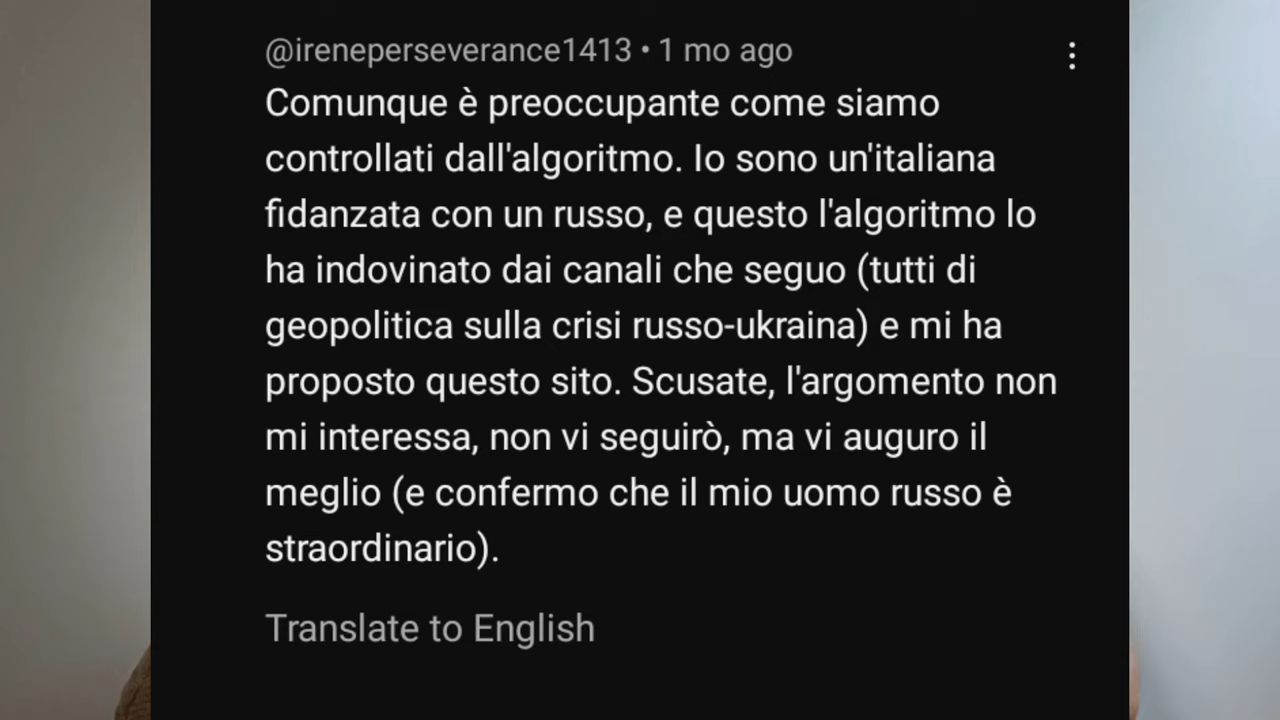 @ireneperseverance1413 • 1 mo ago
Comunque è preoccupante come siamo
controllati dall'algoritmo. Io sono un'italiana
fidanzata con un russo, e questo l'algoritmo lo
ha indovinato dai canali che seguo (tutti di
geopolitica sulla crisi russo-ukraina) e mi ha
proposto questo sito. Scusate, l'argomento non
mi interessa, non vi seguirò, ma vi auguro il
meglio (e confermo che il mio uomo russo è
straordinario).
Translate to English